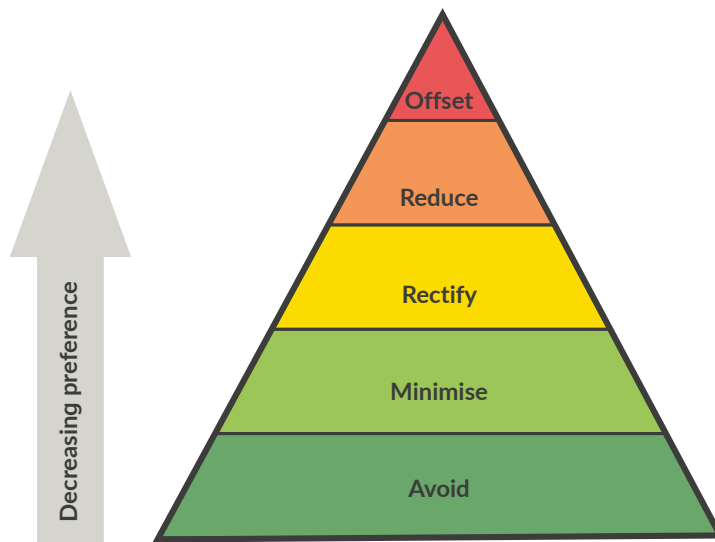 Offset
Reduce
Rectify
Minimise
Avoid
Decreasing preference